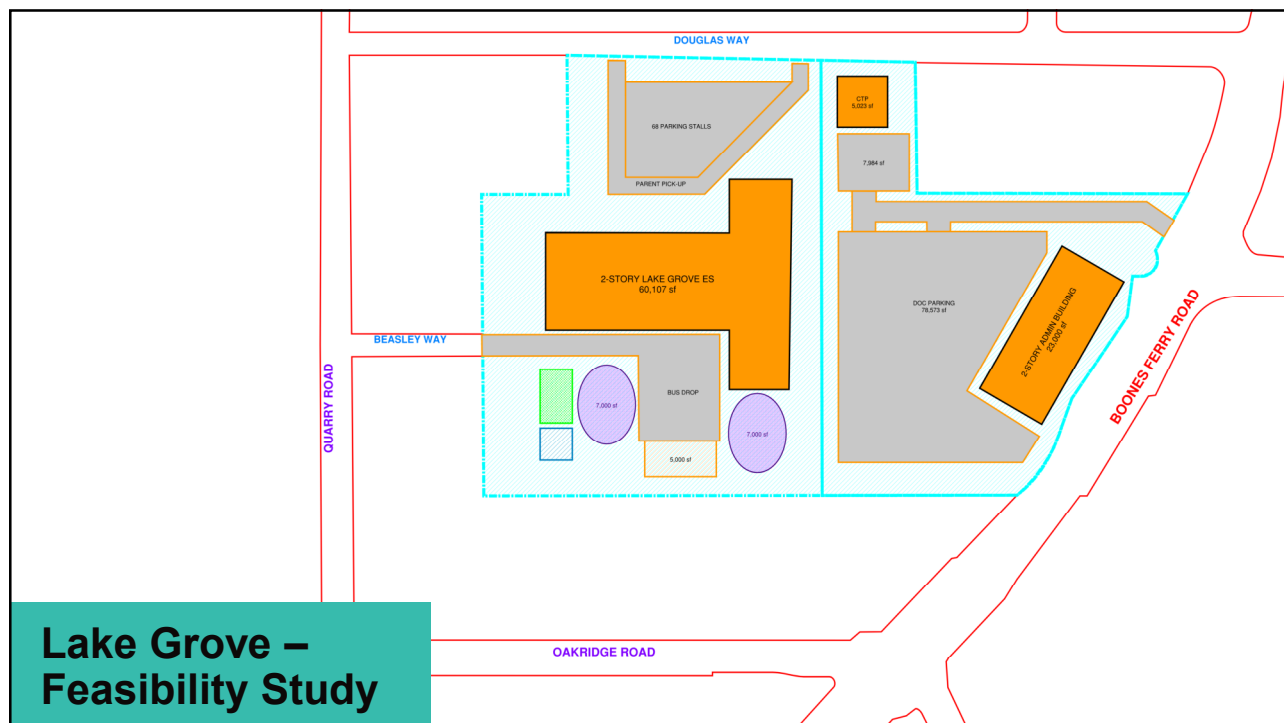 DOUGLAS WAY
CTP
5,023 sf
68 PARKING STALLS
7,984 sf
PARENT PICK-UP
2-STORY LAKE GROVE ES
60,107 sf
DOC PARKING
78,573 sf
2-STORY ADMIN BUILDING
23,000 sf
BEASLEY WAY
BOONES FERRY ROAD
QUARRY ROAD
BUS DROP
7,000 sf
7,000 sf
5,000 sf
OAKRIDGE ROAD
Lake Grove –
Feasibility Study